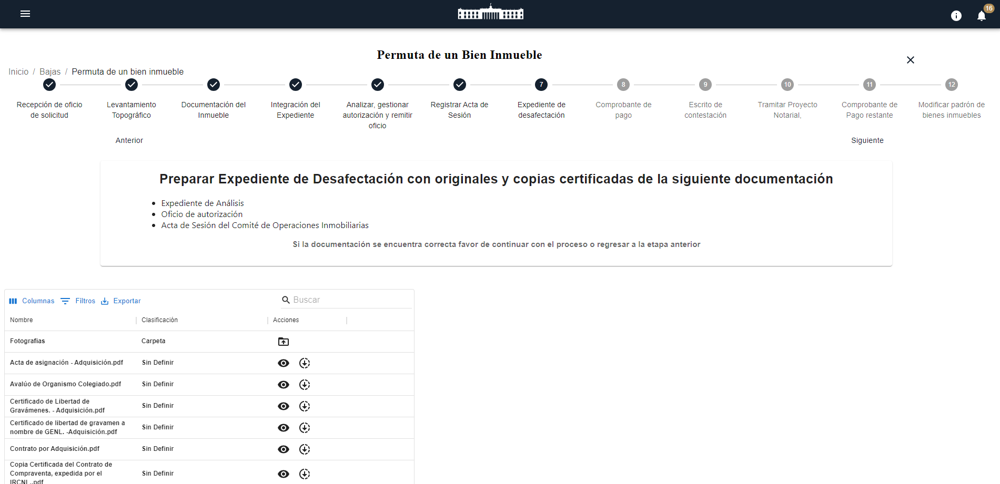 16
Permuta de un Bien Inmueble
Inicio / Bajas / Permuta de un bien inmueble
7 8 9 10 11 12
Recepción de oficio
de solicitud
Levantamiento
Topográfico
Documentación del
Inmueble
Integración del
Expediente
Analizar, gestionar
autorización y remitir
oficio
Registrar Acta de
Sesión
Expediente de
desafectación
Comprobante de
pago
Escrito de
contestación
Tramitar Proyecto
Notarial,
Comprobante de
Pago restante
Modificar padrón de
bienes inmuebles
Anterior
Siguiente
Preparar Expediente de Desafectación con originales y copias certificadas de la siguiente documentación
• Expediente de Análisis
• Oficio de autorización
• Acta de Sesión del Comité de Operaciones Inmobiliarias
Si la documentación se encuentra correcta favor de continuar con el proceso o regresar a la etapa anterior
Columnas Filtros Exportar Buscar
Nombre Clasificación Acciones
Fotografias Carpeta
Acta de asignación - Adquisición.pdf Sin Definir
Avalúo de Organismo Colegiado.pdf Sin Definir
Certificado de Libertad de
Gravámenes. - Adquisición.pdf Sin Definir
Certificado de libertad de gravamen a
nombre de GENL. -Adquisición.pdf Sin Definir
Contrato por Adquisición.pdf Sin Definir
Copia Certificada del Contrato de
Compraventa, expedida por el
IRCNL..pdf Sin Definir